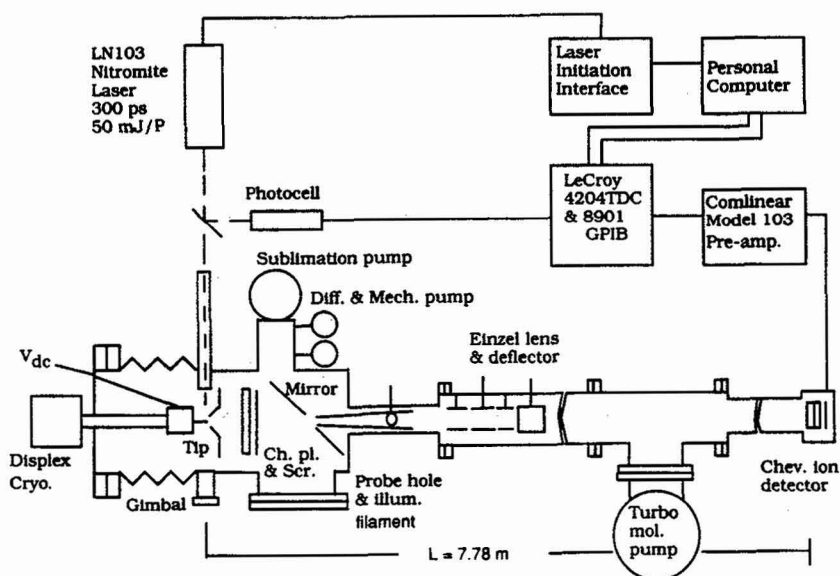 LN103
Nitromite
Laser
300 ps
50 mJ/P
Laser
Initiation
Interface
Personal
Computer
Photocell
LeCroy
4204TDC
& 8901
GPIB
Comlinear
Model 103
Pre-amp.
Sublimation pump
Diff. & Mech. pump
Einzel lens
& deflector
Vdc
Mirror
Tip
Displex
Cryo.
Gimbal
Ch. pl.
& Scr.
Probe hole
& illum.
filament
Chev. ion
detector
Turbo
mol.
pump
L = 7.78 m